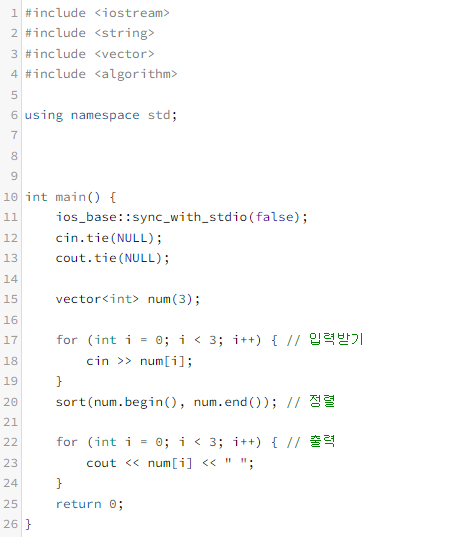 1 #include <iostream>
2 #include <string>
3 #include <vector>
4 #include <algorithm>
5
6 using namespace std;
7
8
9
10 int main() {
11     ios_base::sync_with_stdio(false);
12     cin.tie(NULL);
13     cout.tie(NULL);
14
15     vector<int> num(3);
16
17     for (int i = 0; i < 3; i++) { // 입력받기
18         cin >> num[i];
19     }
20     sort(num.begin(), num.end()); // 정렬
21
22     for (int i = 0; i < 3; i++) { // 출력
23         cout << num[i] << " ";
24     }
25     return 0;
26 }